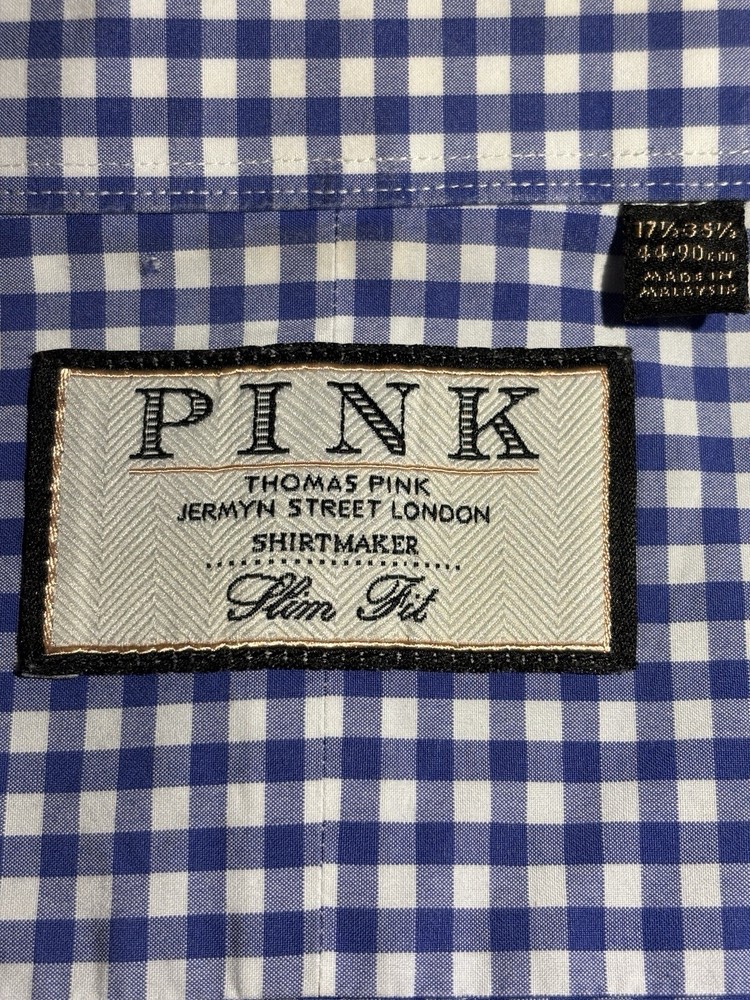 17½·35½
44·90cm
MADE IN
MALAYSIA
PINK
THOMAS PINK
JERMYN STREET LONDON
SHIRTMAKER
Slim Fit